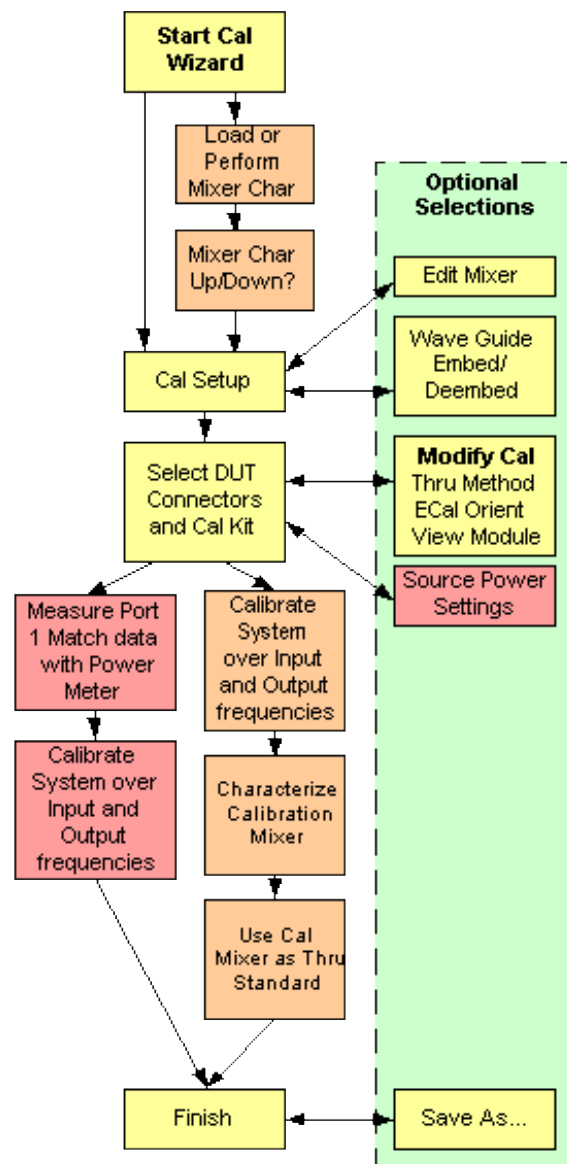 Start Cal
Wizard
Load or
Perform
Mixer Char
Optional
Selections
Mixer Char
Up/Down?
Edit Mixer
Cal Setup
Wave Guide
Embed/
Deembed
Select DUT
Connectors
and Cal Kit
Modify Cal
Thru Method
ECal Orient
View Module
Source Power
Settings
Measure Port
1 Match data
with Power
Meter
Calibrate
System
over Input
and Output
frequencies
Calibrate
System over
Input and
Output
frequencies
Characterize
Calibration
Mixer
Use Cal
Mixer as Thru
Standard
Finish
Save As...